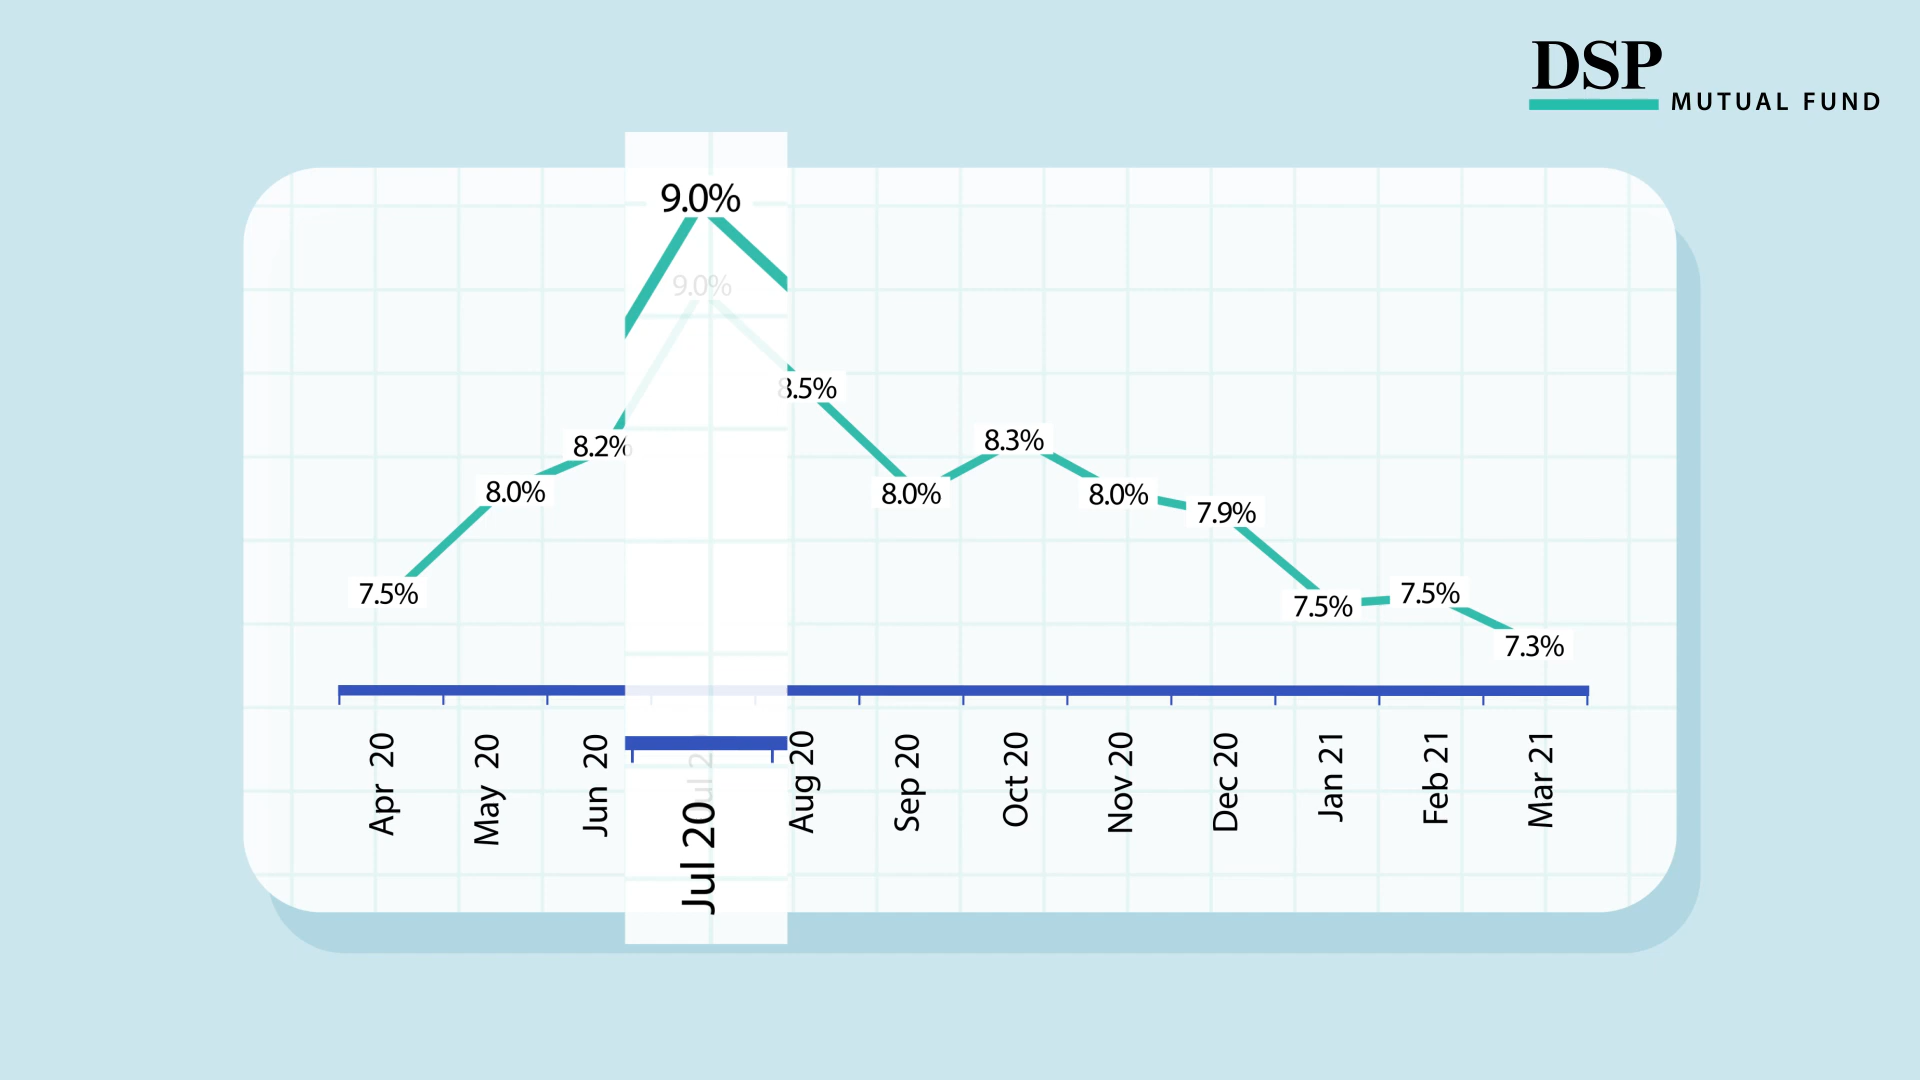 DSP
MUTUAL FUND
9.0%
9.0%
8.5%
8.2%
8.3%
8.0%
8.0%
8.0%
7.9%
7.5%
7.5%
7.5%
7.3%
Apr 20
May 20
Jun 20
Jul 20
Jul 20
Aug 20
Sep 20
Oct 20
Nov 20
Dec 20
Jan 21
Feb 21
Mar 21